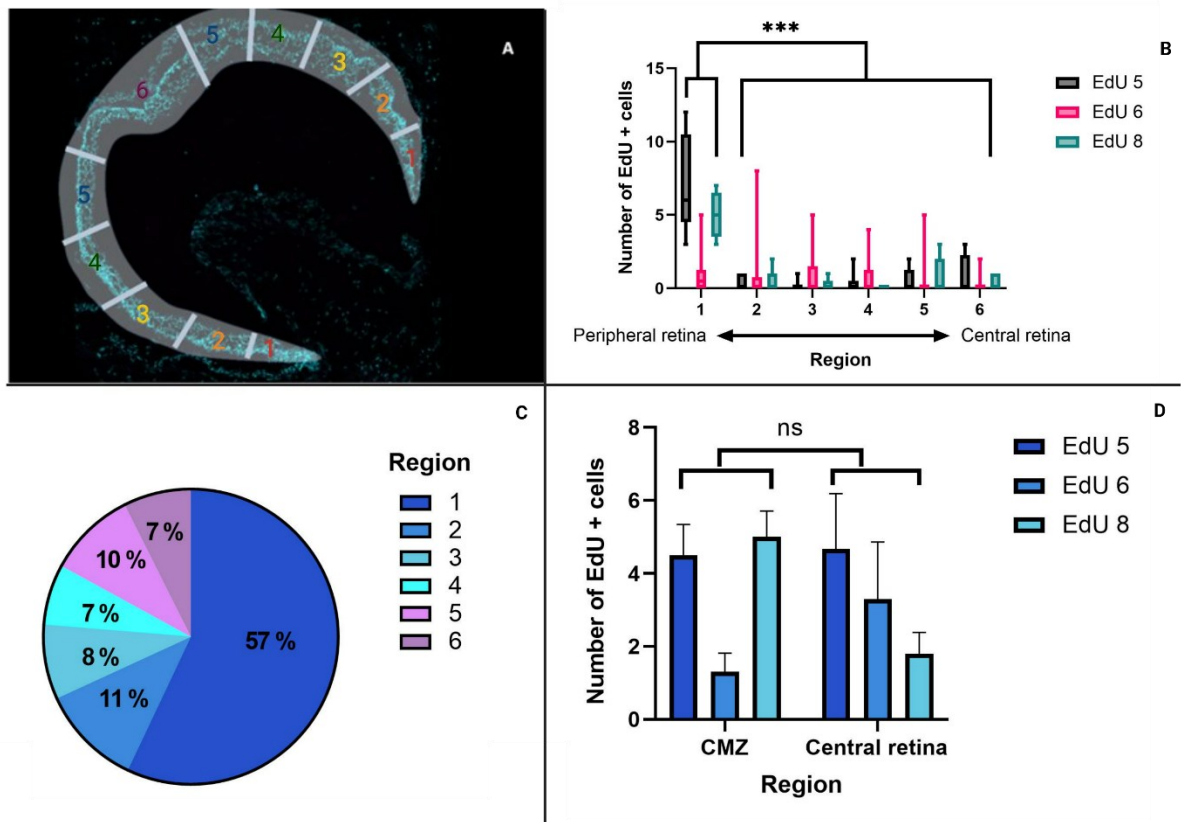 A
5
4
3
2
1
6
5
4
3
2
1
B
***
15
10
5
0
Number of EdU + cells
1 2 3 4 5 6
Peripheral retina Central retina
Region
EdU 5
EdU 6
EdU 8
C
Region
1
2
3
4
5
6
7 %
10 %
7 %
8 %
11 %
57 %
D
ns
8
6
4
2
0
Number of EdU + cells
CMZ Central retina
Region
EdU 5
EdU 6
EdU 8